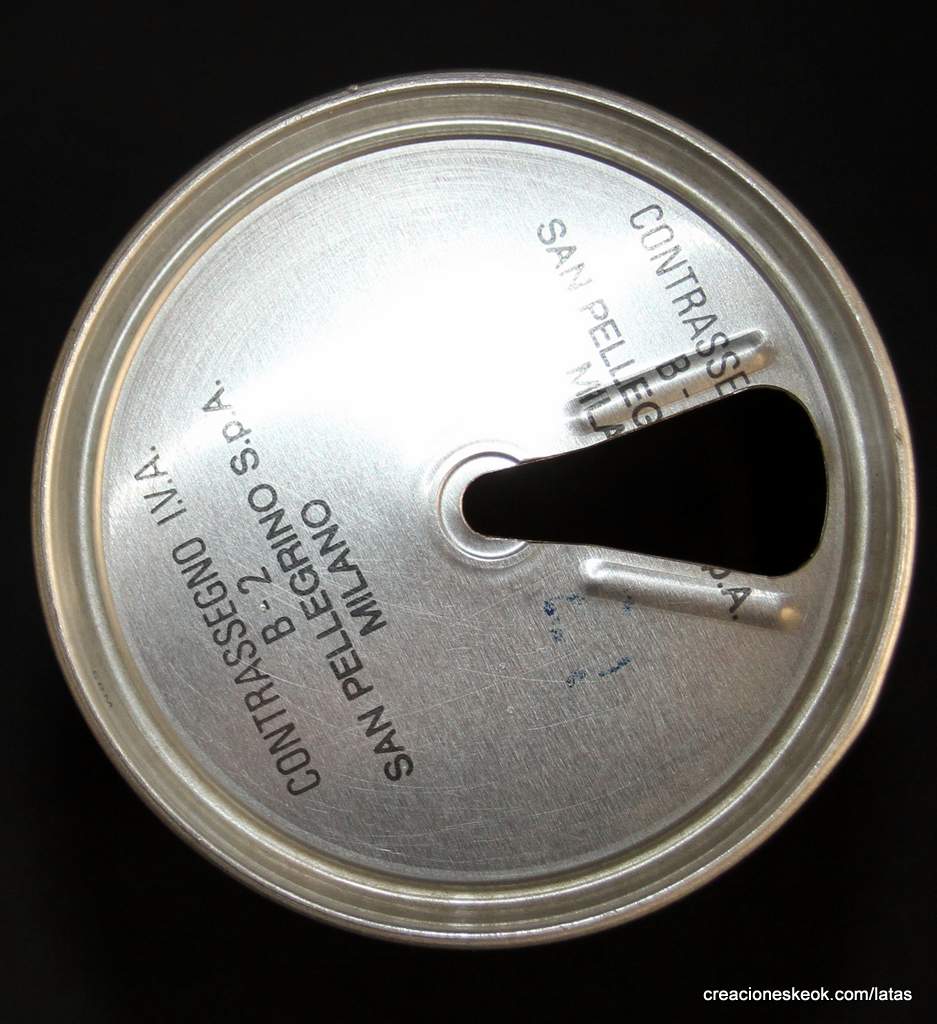 CONTRASSEGNO I.V.A.
B - 2
SAN PELLEGRINO S.p.A.
MILANO
CONTRASSE
B -
SAN PELLEG p.A.
MILA
creacioneskeok.com/latas